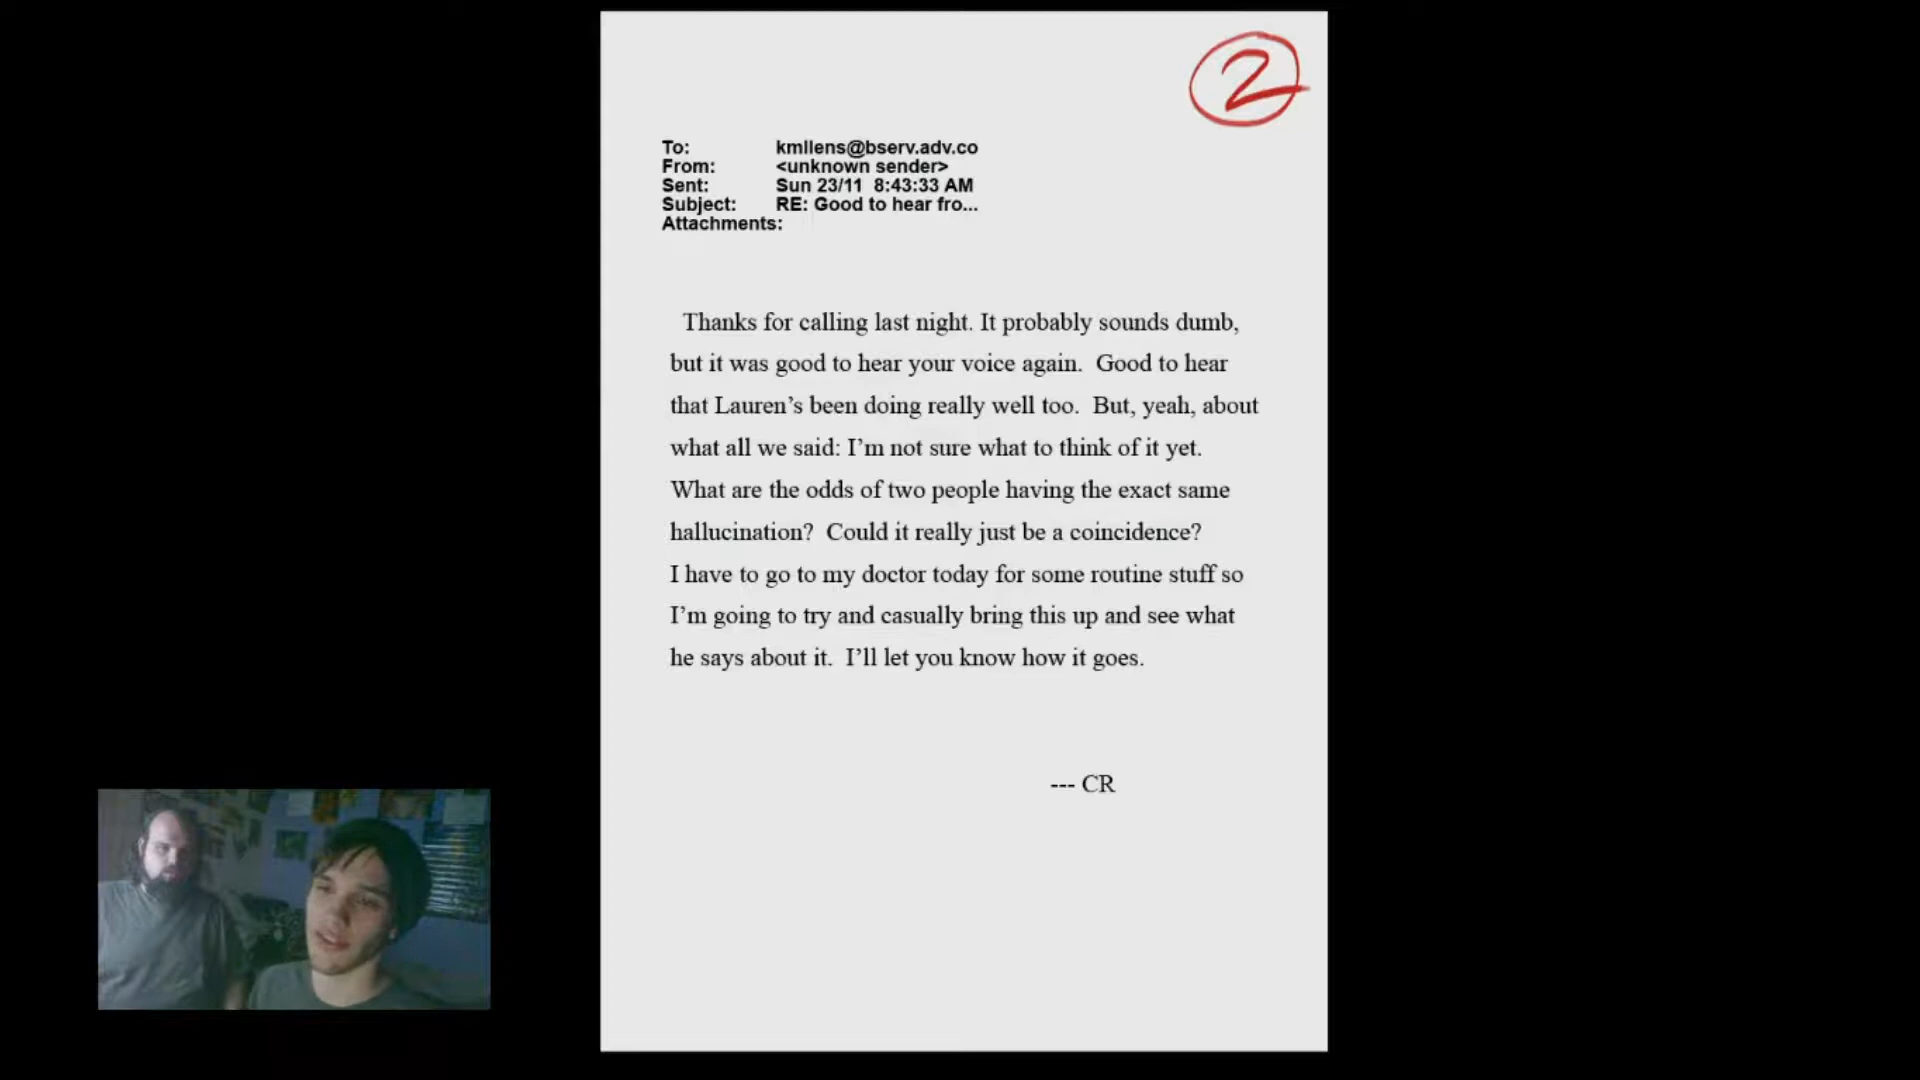 2
To: kmllens@bserv.adv.co
From: <unknown sender>
Sent: Sun 23/11 8:43:33 AM
Subject: RE: Good to hear fro...
Attachments:
Thanks for calling last night. It probably sounds dumb,
but it was good to hear your voice again.  Good to hear
that Lauren’s been doing really well too.  But, yeah, about
what all we said: I’m not sure what to think of it yet.
What are the odds of two people having the exact same
hallucination?  Could it really just be a coincidence?
I have to go to my doctor today for some routine stuff so
I’m going to try and casually bring this up and see what
he says about it.  I’ll let you know how it goes.
--- CR